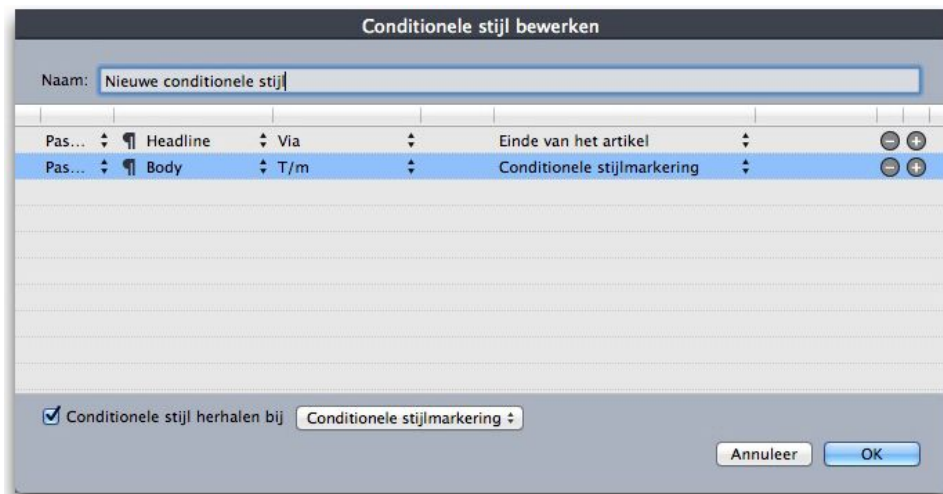 Conditionele stijl bewerken
Naam: Nieuwe conditionele stijl
Pas... ¶ Headline Via Einde van het artikel
Pas... ¶ Body T/m Conditionele stijlmarkering
Conditionele stijl herhalen bij Conditionele stijlmarkering
Annuleer OK